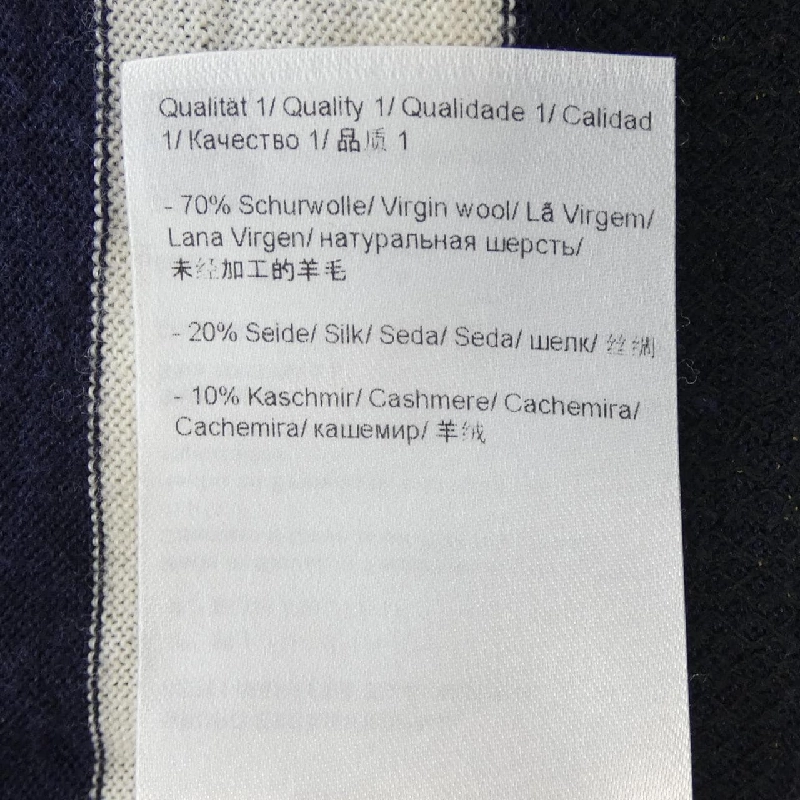 Qualität 1/ Quality 1/ Qualidade 1/ Calidad
1/ Качество 1/ 品质 1
- 70% Schurwolle/ Virgin wool/ Lã Virgem/
Lana Virgen/ натуральная шерсть/
未经加工的羊毛
- 20% Seide/ Silk/ Seda/ Seda/ шелк/ 丝绸
- 10% Kaschmir/ Cashmere/ Cachemira/
Cachemira/ кашемир/ 羊绒